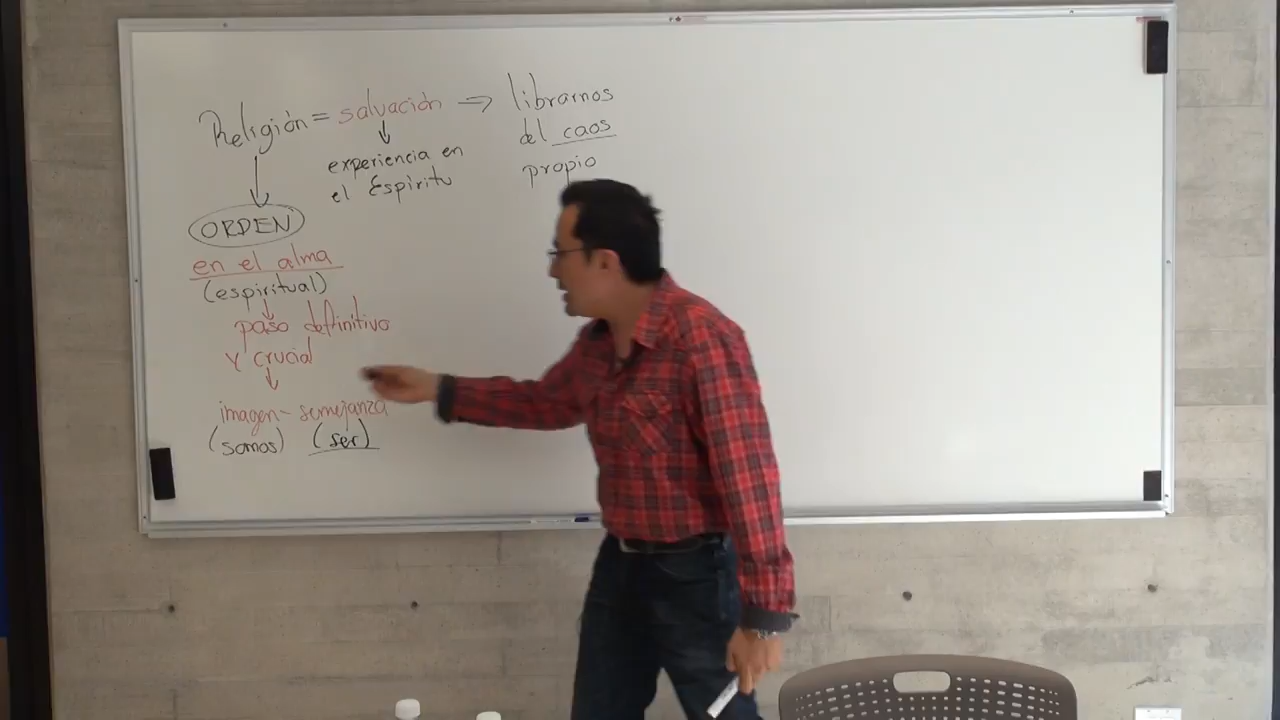 Religión = salvación => librarnos
del caos
propio
experiencia en
el Espíritu
ORDEN
en el alma
(espiritual)
paso definitivo
y crucial
imagen - semejanza
(somos) (ser)